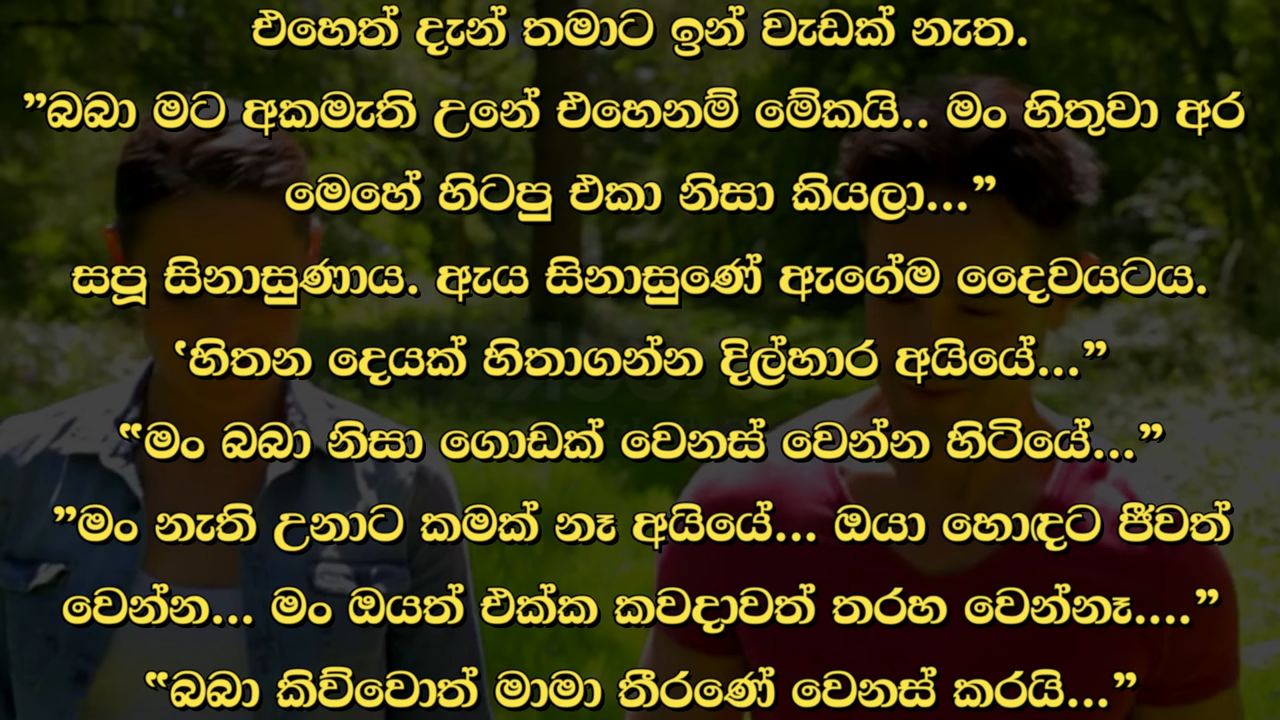 එහෙත් දැන් තමාට ඉන් වැඩක් නැත.
”බබා මට අකමැති උනේ එහෙනම් මේකයි.. මං හිතුවා අර
මෙහේ හිටපු එකා නිසා කියලා...”
සපූ සිනාසුණාය. ඇය සිනාසුණේ ඇගේම දෛවයටය.
‘හිතන දෙයක් හිතාගන්න දිල්හාර අයියේ...”
“මං බබා නිසා ගොඩක් වෙනස් වෙන්න හිටියේ...”
”මං නැති උනාට කමක් නෑ අයියේ... ඔයා හොඳට ජීවත්
වෙන්න... මං ඔයත් එක්ක කවදාවත් තරහ වෙන්නෑ....”
“බබා කිව්වොත් මාමා තීරණේ වෙනස් කරයි...”